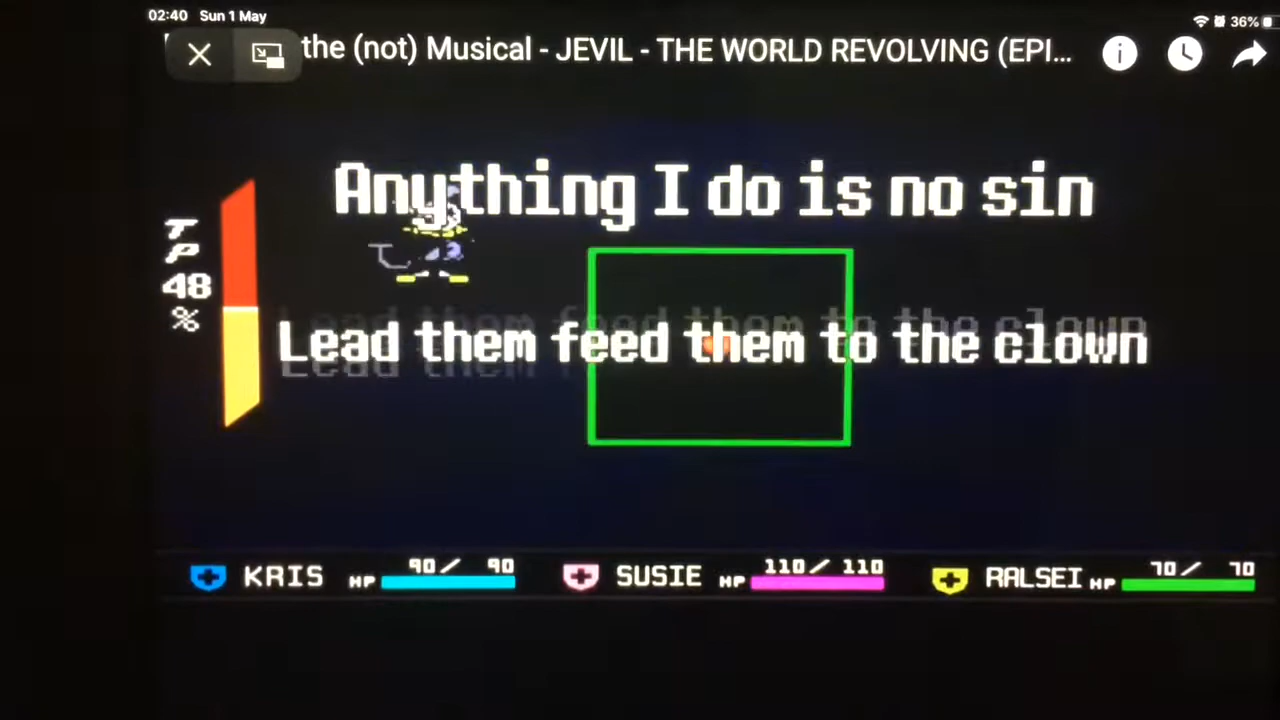 02:40 Sun 1 May
36%
the (not) Musical - JEVIL - THE WORLD REVOLVING (EPI...
Anything I do is no sin
T
P
48
%
Lead them feed them to the clown
KRIS HP 90/ 90
SUSIE HP 110/ 110
RALSEI HP 70/ 70